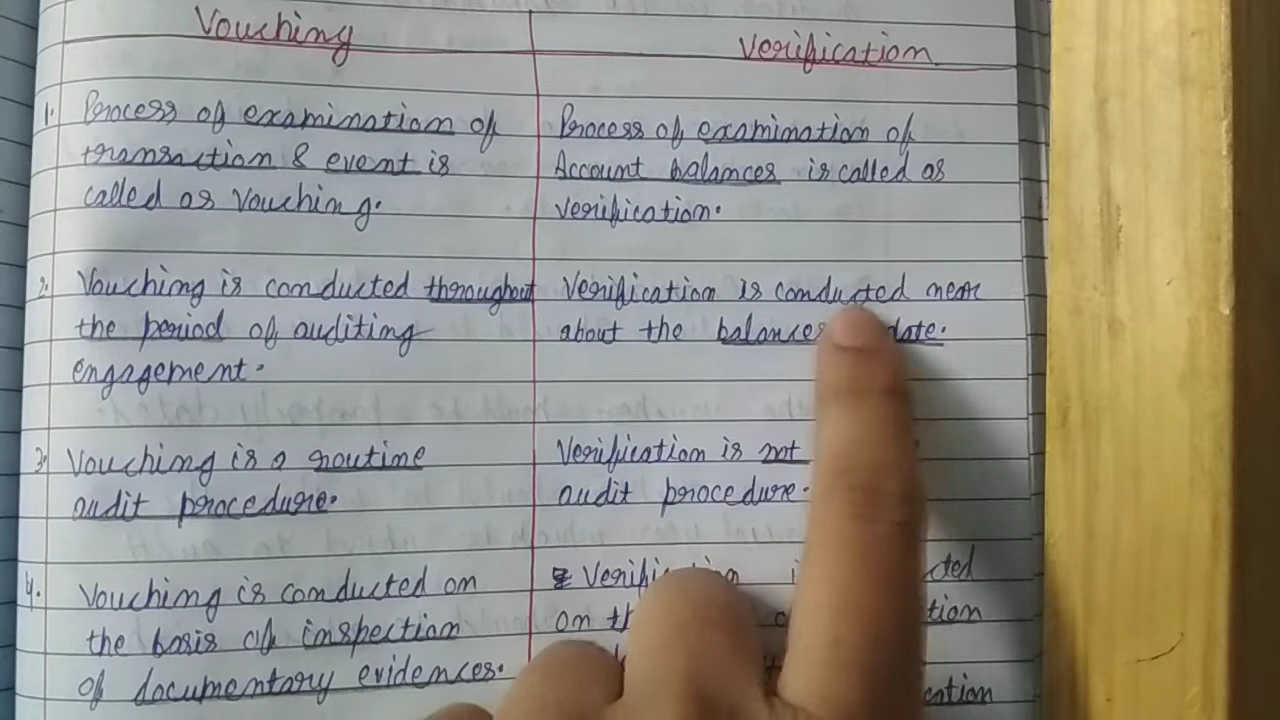 Vouching
Verification
1. Process of examination of
transaction & event is
called as Vouching.
Process of examination of
Account balances is called as
verification.
2. Vouching is conducted throughout
the period of auditing
engagement.
Verification is conducted near
about the balances date.
3. Vouching is a routine
audit procedure.
Verification is not
audit procedure.
4. Vouching is conducted on
the basis of inspection
of documentary evidences.
on